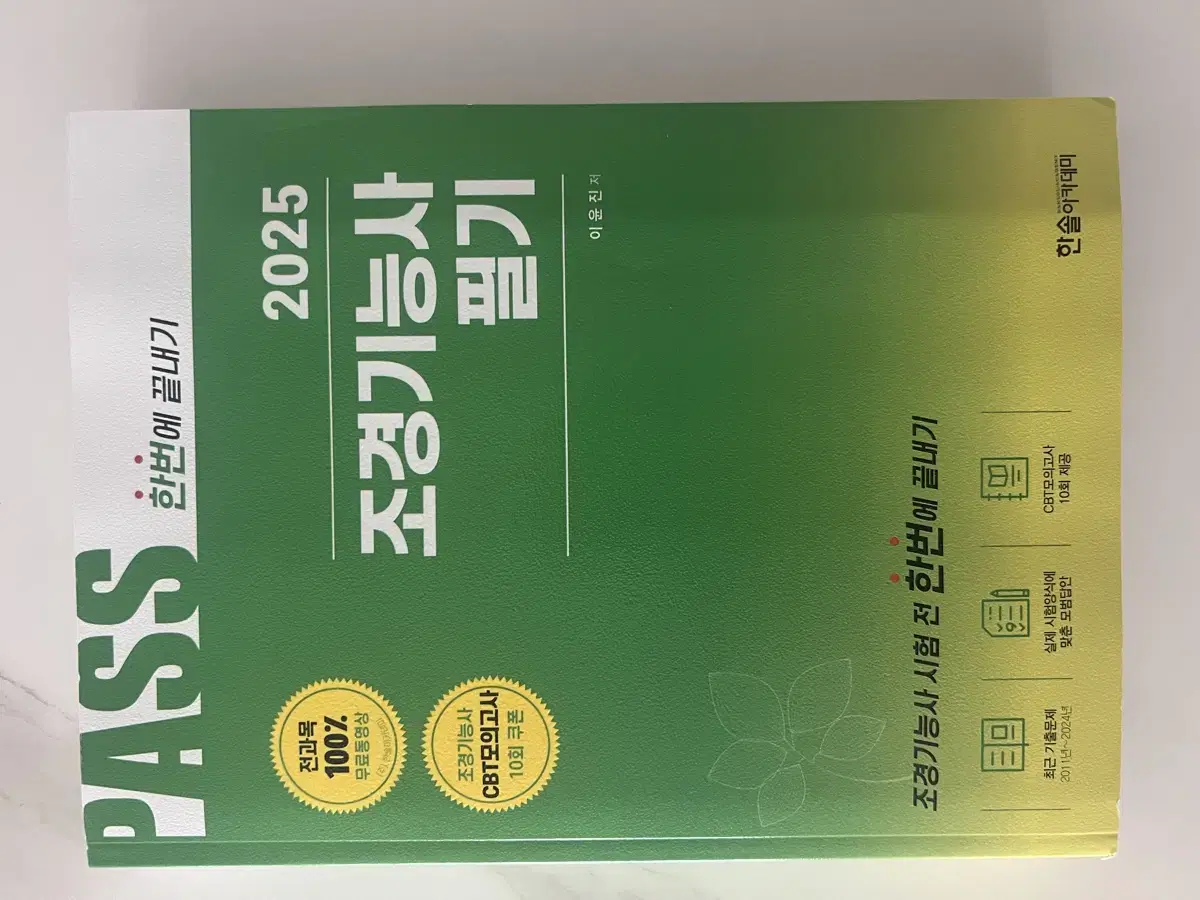 PASS 한번에 끝내기
2025
조경기능사
필기
이윤진 저
전과목
100%
무료동영상
조경기능사
CBT모의고사
10회 쿠폰
조경기능사 시험 전 한번에 끝내기
최근 기출문제
2011년~2024년
실제 시험양식에
맞춘 모범답안
CBT모의고사
10회 제공
한솔아카데미